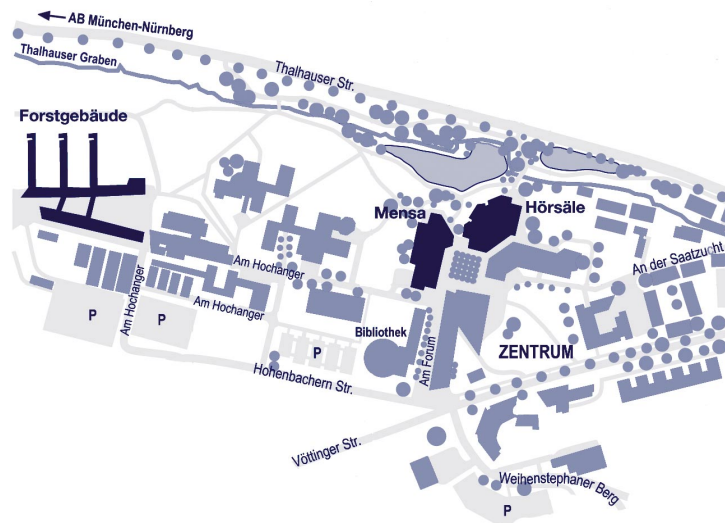 AB München-Nürnberg
Thalhauser Graben
Thalhauser Str.
Forstgebäude
Mensa
Hörsäle
An der Saatzucht
Am Hochanger
Am Hochanger
Am Hochanger
P
P
P
Bibliothek
Am Forum
ZENTRUM
Hohenbachern Str.
Vöttinger Str.
Weihenstephaner Berg
P